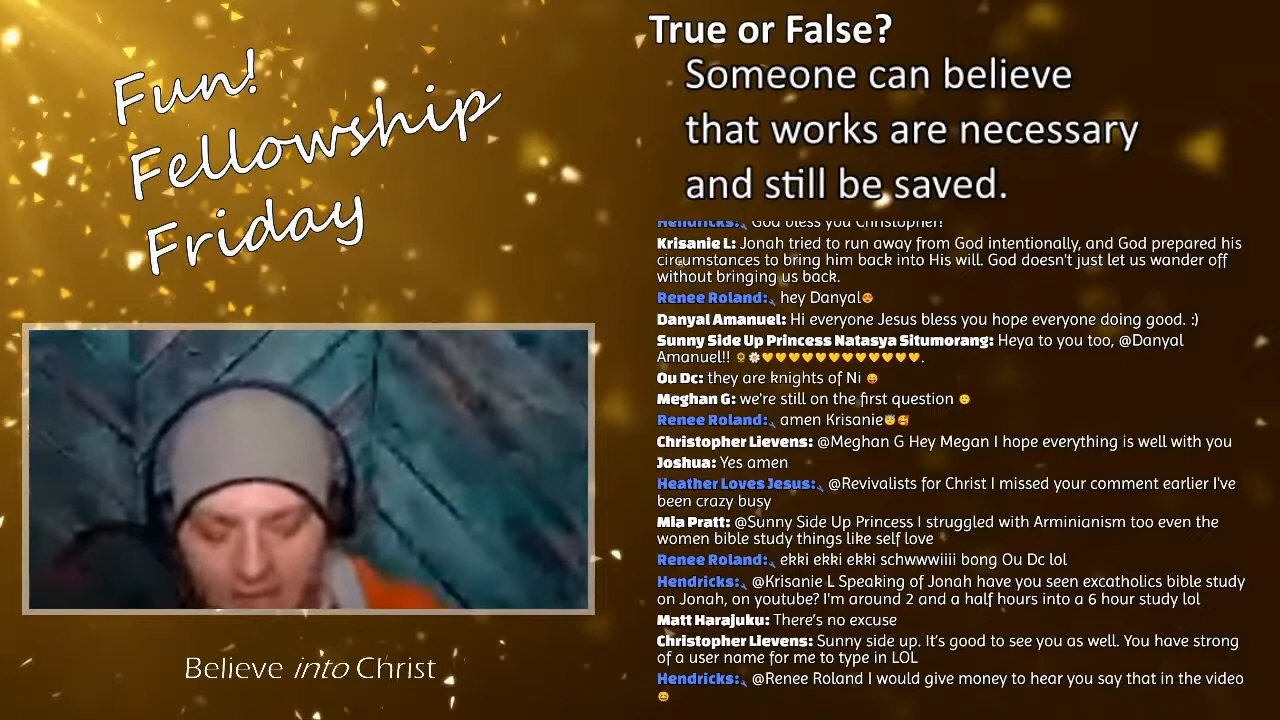 Fun!
Fellowship
Friday
True or False?
Someone can believe
that works are necessary
and still be saved.
Hendricks: God bless you Christopher!
Krisanie L: Jonah tried to run away from God intentionally, and God prepared his
circumstances to bring him back into His will. God doesn't just let us wander off
without bringing us back.
Renee Roland: hey Danyal😍
Danyal Amanuel: Hi everyone Jesus bless you hope everyone doing good. :)
Sunny Side Up Princess Natasya Situmorang: Heya to you too, @Danyal
Amanuel!! 🌻🌼💛💛💛💛💛💛💛💛💛💛💛💛.
Ou Dc: they are knights of Ni 😛
Meghan G: we're still on the first question 🙂
Renee Roland: amen Krisanie😇🥰
Christopher Lievens: @Meghan G Hey Megan I hope everything is well with you
Joshua: Yes amen
Heather Loves Jesus: @Revivalists for Christ I missed your comment earlier I've
been crazy busy
Mia Pratt: @Sunny Side Up Princess I struggled with Arminianism too even the
women bible study things like self love
Renee Roland: ekki ekki ekki schwwwiiii bong Ou Dc lol
Hendricks: @Krisanie L Speaking of Jonah have you seen excatholics bible study
on Jonah, on youtube? I'm around 2 and a half hours into a 6 hour study lol
Matt Harajuku: There's no excuse
Christopher Lievens: Sunny side up. It's good to see you as well. You have strong
of a user name for me to type in LOL
Hendricks: @Renee Roland I would give money to hear you say that in the video
😄
Believe into Christ